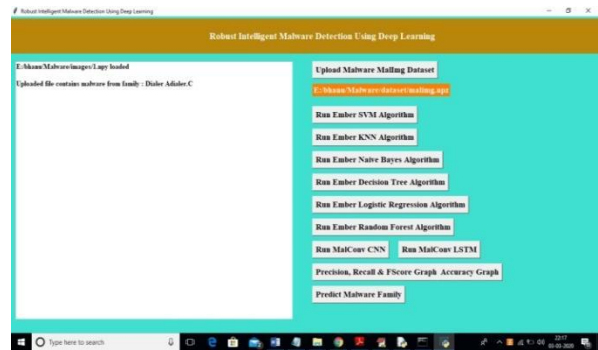 Robust Intelligent Malware Detection Using Deep Learning
Robust Intelligent Malware Detection Using Deep Learning
E:/bhanu/Malware/images/1.npy loaded
Uploaded file contains malware from family : Dialer Adialer.C
Upload Malware MalImg Dataset
E:/bhanu/Malware/dataset/malimg.npz
Run Ember SVM Algorithm
Run Ember KNN Algorithm
Run Ember Naive Bayes Algorithm
Run Ember Decision Tree Algorithm
Run Ember Logistic Regression Algorithm
Run Ember Random Forest Algorithm
Run MalConv CNN
Run MalConv LSTM
Precision, Recall & FScore Graph Accuracy Graph
Predict Malware Family
Type here to search
22:17